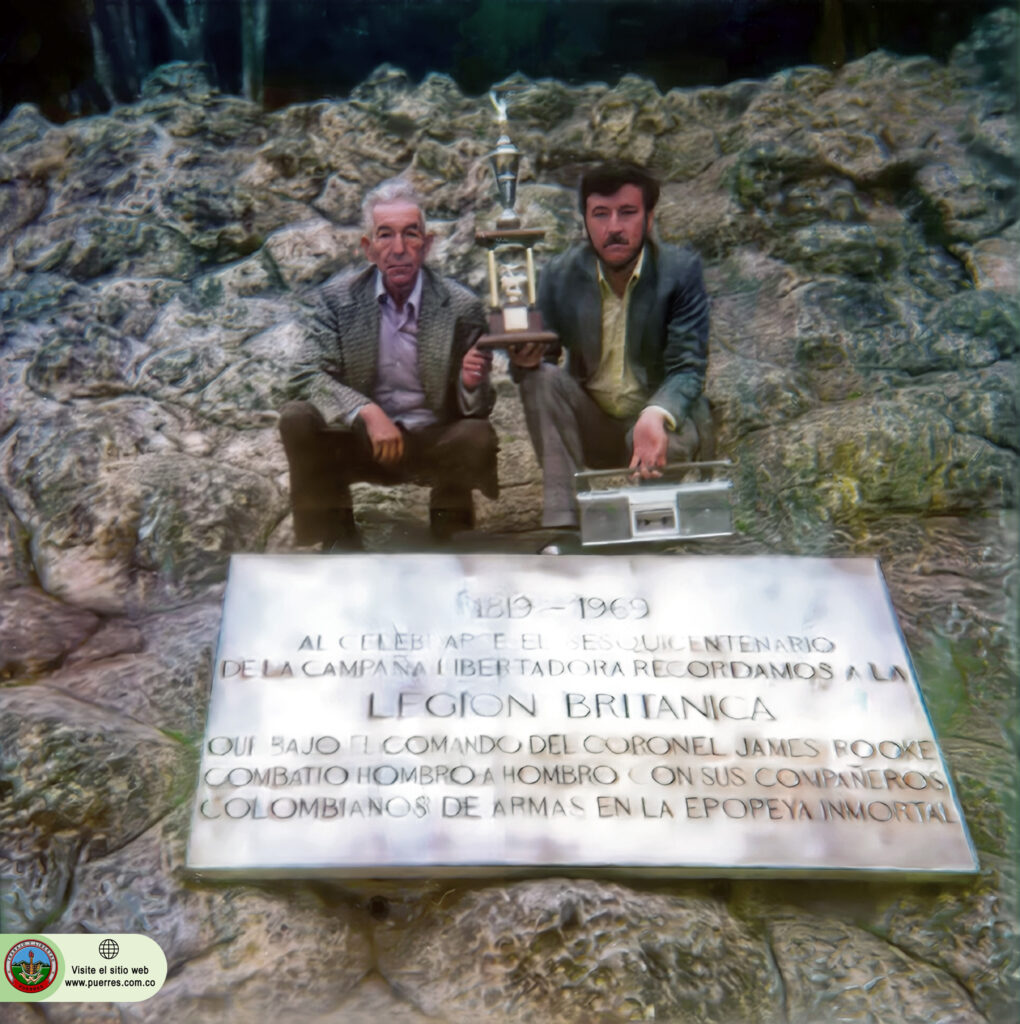 1819 - 1969
AL CELEBRARSE EL SESQUICENTENARIO
DE LA CAMPAÑA LIBERTADORA RECORDAMOS A LA
LEGION BRITANICA
QUE BAJO EL COMANDO DEL CORONEL JAMES ROOKE
COMBATIO HOMBRO A HOMBRO CON SUS COMPAÑEROS
COLOMBIANOS DE ARMAS EN LA EPOPEYA INMORTAL
Visite el sitio web
www.puerres.com.co